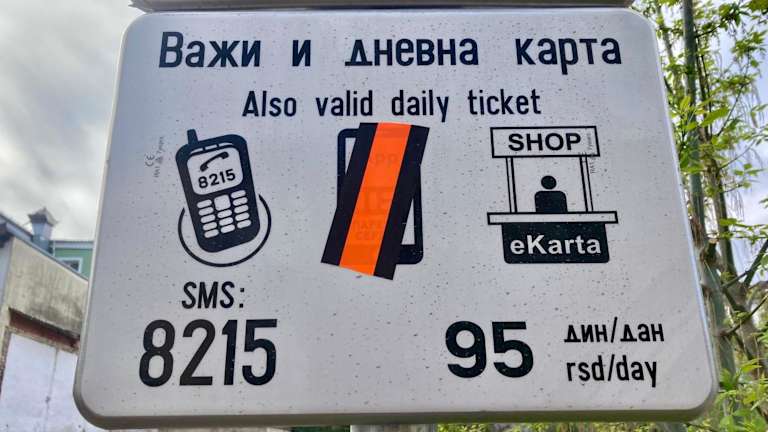 Важи и дневна карта
Also valid daily ticket
8215
SHOP
eKarta
SMS:
8215
95 дин/дан
rsd/day